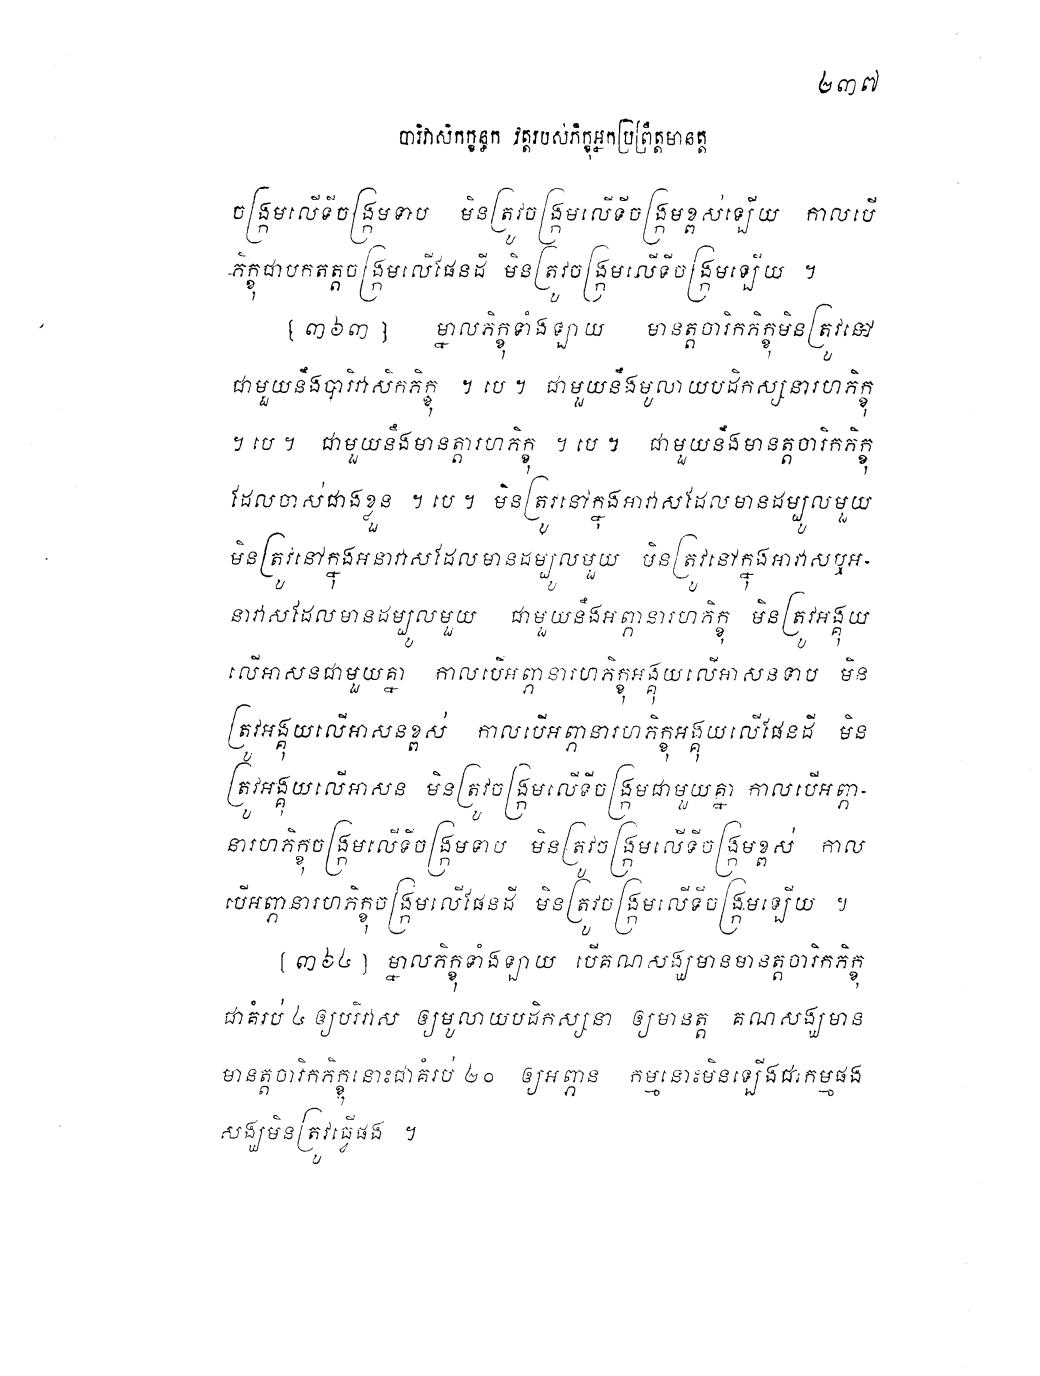 ២៣៧
បារិវាសិកក្ខន្ធក វត្តរបស់ភិក្ខុអ្នកប្រព្រឹត្តមានត្ត
ចង្ក្រមលើទីចង្ក្រមទាប មិនត្រូវចង្ក្រមលើទីចង្ក្រមខ្ពស់ឡើយ កាលបើ
ភិក្ខុជាបកតត្តចង្ក្រមលើផែនដី មិនត្រូវចង្ក្រមលើទីចង្ក្រមឡើយ ។
[ ៣៦៣ ] ម្នាលភិក្ខុទាំងឡាយ មានត្តចារិកភិក្ខុមិនត្រូវនៅ
ជាមួយនឹងបារិវាសិកភិក្ខុ ។ បេ ។ ជាមួយនឹងមូលាយបដិកស្សនារហភិក្ខុ
។ បេ ។ ជាមួយនឹងមានត្តារហភិក្ខុ ។ បេ ។ ជាមួយនឹងមានត្តចារិកភិក្ខុ
ដែលចាស់ជាងខ្លួន ។ បេ ។ មិនត្រូវនៅក្នុងអាវាសដែលមានដម្បូលមួយ
មិនត្រូវនៅក្នុងអនាវាសដែលមានដម្បូលមួយ មិនត្រូវនៅក្នុងអាវាសឬអ-
នាវាសដែលមានដម្បូលមួយ ជាមួយនឹងអព្ភានារហភិក្ខុ មិនត្រូវអង្គុយ
លើអាសនជាមួយគ្នា កាលបើអព្ភានារហភិក្ខុអង្គុយលើអាសនទាប មិន
ត្រូវអង្គុយលើអាសនខ្ពស់ កាលបើអព្ភានារហភិក្ខុអង្គុយលើផែនដី មិន
ត្រូវអង្គុយលើអាសន មិនត្រូវចង្ក្រមលើទីចង្ក្រមជាមួយគ្នា កាលបើអព្ភា-
នារហភិក្ខុចង្ក្រមលើទីចង្ក្រមទាប មិនត្រូវចង្ក្រមលើទីចង្ក្រមខ្ពស់ កាល
បើអព្ភានារហភិក្ខុចង្ក្រមលើផែនដី មិនត្រូវចង្ក្រមលើទីចង្ក្រមឡើយ ។
[ ៣៦៤ ] ម្នាលភិក្ខុទាំងឡាយ បើគណសង្ឃមានមានត្តចារិកភិក្ខុ
ជាគំរប់ ៤ ឲ្យបរិវាស ឲ្យមូលាយបដិកស្សនា ឲ្យមានត្ត គណសង្ឃមាន
មានត្តចារិកភិក្ខុនោះជាគំរប់ ២០ ឲ្យអព្ភាន កម្មនោះមិនឡើងជាកម្មផង
សង្ឃមិនត្រូវធ្វើផង ។